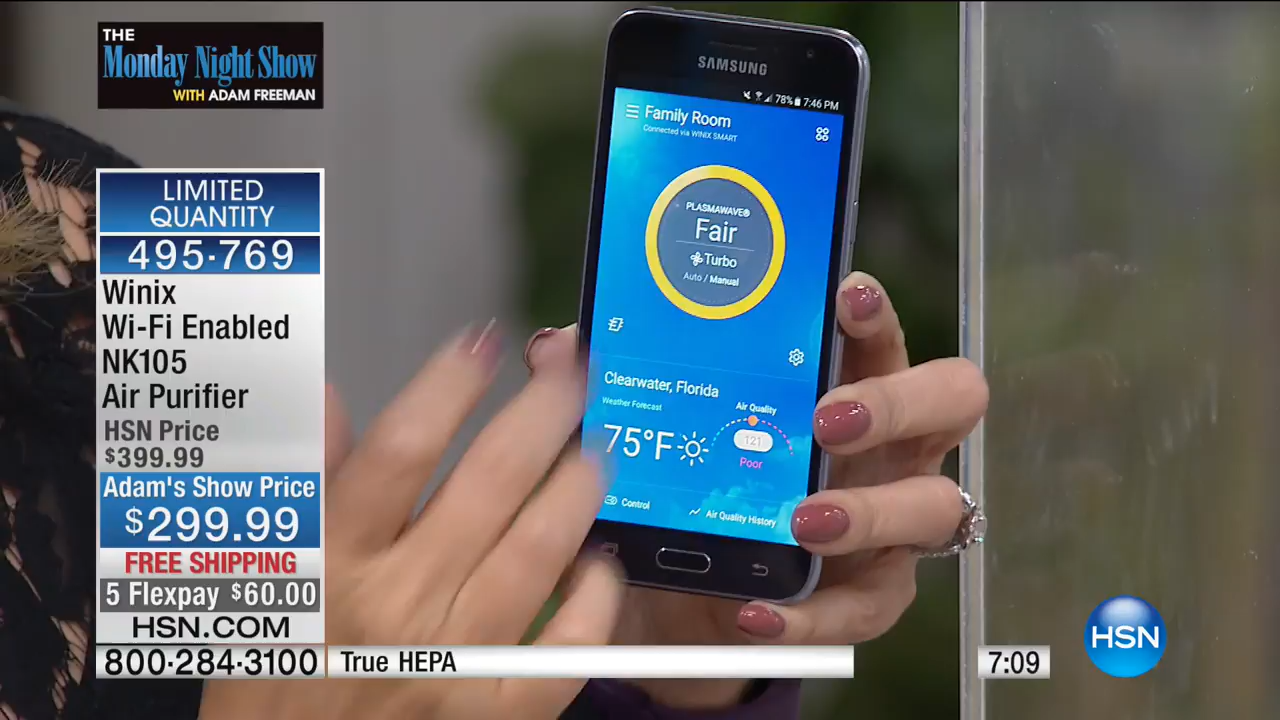 THE
Monday Night Show
WITH ADAM FREEMAN
LIMITED
QUANTITY
495·769
Winix
Wi-Fi Enabled
NK105
Air Purifier
HSN Price
$399.99
Adam's Show Price
$299.99
FREE SHIPPING
5 Flexpay $60.00
HSN.COM
800·284·3100
True HEPA
7:09
HSN
SAMSUNG
78% 7:46 PM
Family Room
Connected via WINIX SMART
PLASMAWAVE®
Fair
Turbo
Auto / Manual
Clearwater, Florida
Weather Forecast
75°F
Air Quality
121
Poor
Control
Air Quality History